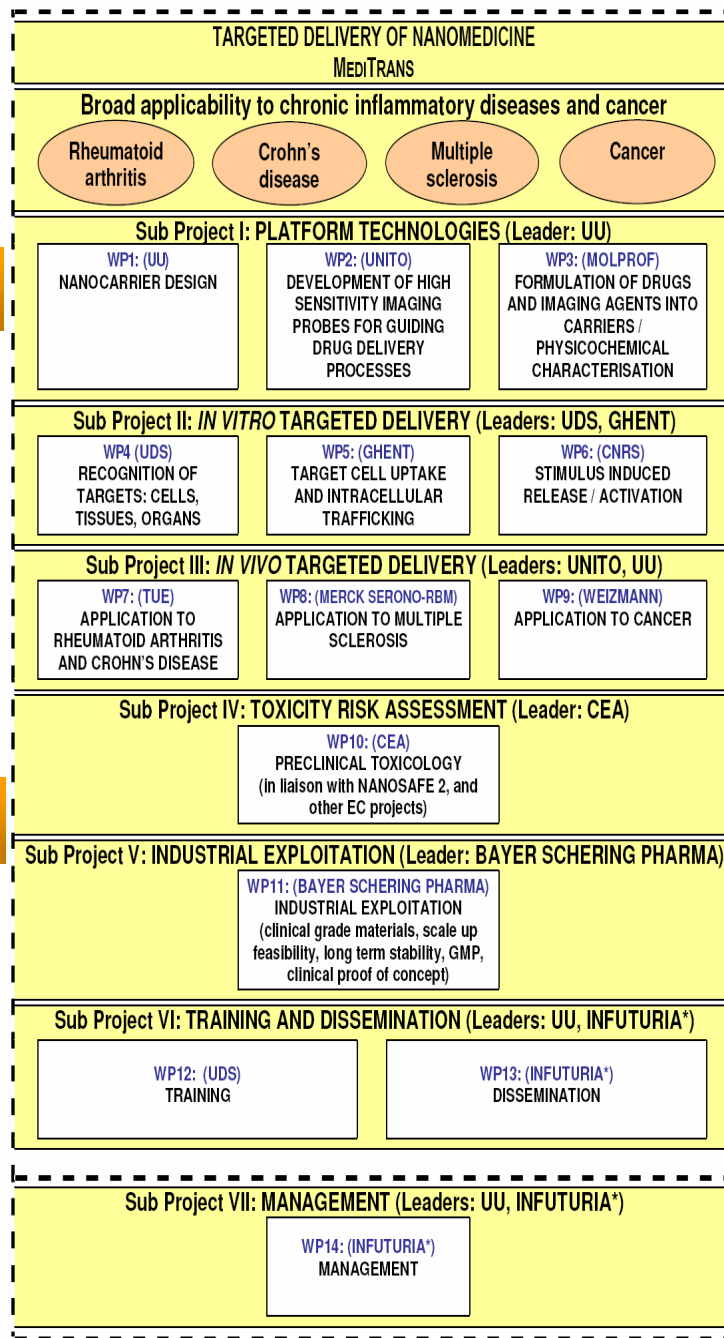 TARGETED DELIVERY OF NANOMEDICINE
MEDITRANS
Broad applicability to chronic inflammatory diseases and cancer
Rheumatoid
arthritis
Crohn's
disease
Multiple
sclerosis
Cancer
Sub Project I: PLATFORM TECHNOLOGIES (Leader: UU)
WP1: (UU)
NANOCARRIER DESIGN
WP2: (UNITO)
DEVELOPMENT OF HIGH
SENSITIVITY IMAGING
PROBES FOR GUIDING
DRUG DELIVERY
PROCESSES
WP3: (MOLPROF)
FORMULATION OF DRUGS
AND IMAGING AGENTS INTO
CARRIERS /
PHYSICOCHEMICAL
CHARACTERISATION
Sub Project II: IN VITRO TARGETED DELIVERY (Leaders: UDS, GHENT)
WP4 (UDS)
RECOGNITION OF
TARGETS: CELLS,
TISSUES, ORGANS
WP5: (GHENT)
TARGET CELL UPTAKE
AND INTRACELLULAR
TRAFFICKING
WP6: (CNRS)
STIMULUS INDUCED
RELEASE / ACTIVATION
Sub Project III: IN VIVO TARGETED DELIVERY (Leaders: UNITO, UU)
WP7: (TUE)
APPLICATION TO
RHEUMATOID ARTHRITIS
AND CROHN'S DISEASE
WP8: (MERCK SERONO-RBM)
APPLICATION TO MULTIPLE
SCLEROSIS
WP9: (WEIZMANN)
APPLICATION TO CANCER
Sub Project IV: TOXICITY RISK ASSESSMENT (Leader: CEA)
WP10: (CEA)
PRECLINICAL TOXICOLOGY
(in liaison with NANOSAFE 2, and
other EC projects)
Sub Project V: INDUSTRIAL EXPLOITATION (Leader: BAYER SCHERING PHARMA)
WP11: (BAYER SCHERING PHARMA)
INDUSTRIAL EXPLOITATION
(clinical grade materials, scale up
feasibility, long term stability, GMP,
clinical proof of concept)
Sub Project VI: TRAINING AND DISSEMINATION (Leaders: UU, INFUTURIA*)
WP12: (UDS)
TRAINING
WP13: (INFUTURIA*)
DISSEMINATION
Sub Project VII: MANAGEMENT (Leaders: UU, INFUTURIA*)
WP14: (INFUTURIA*)
MANAGEMENT